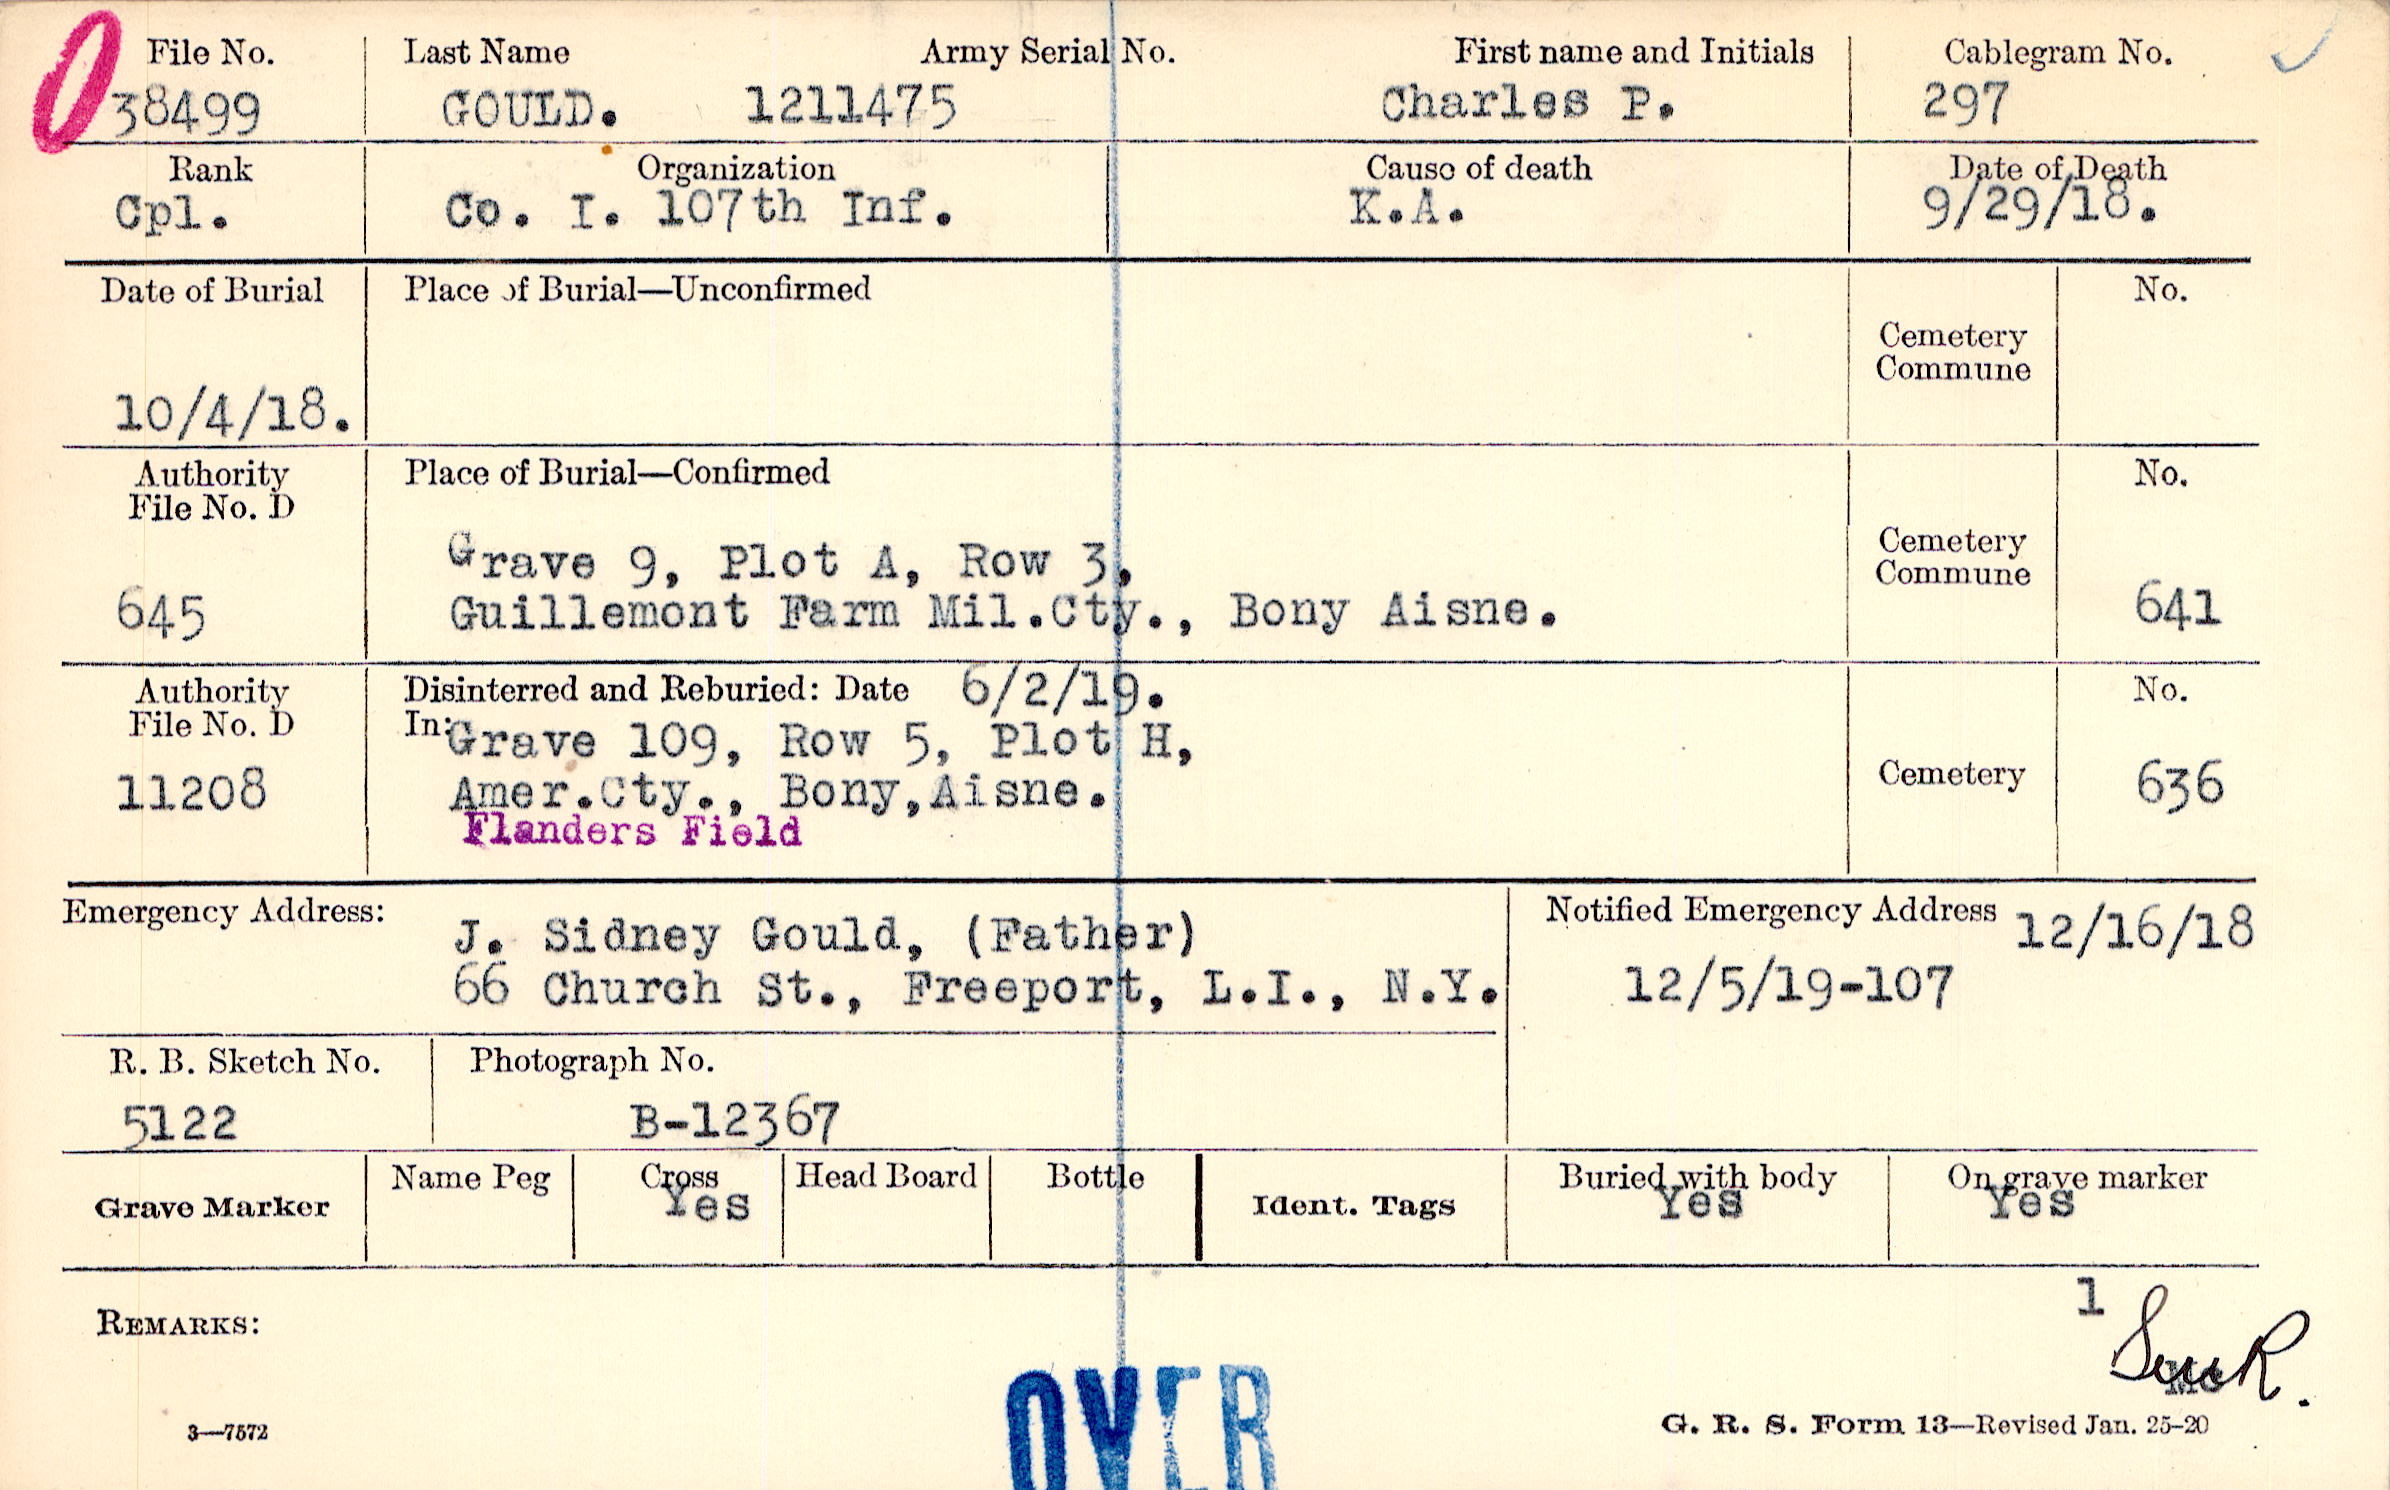 File No. Last Name Army Serial No. First name and Initials Cablegram No.
38499 GOULD. 1211475 Charles P. 297
Rank Organization Cause of death Date of Death
Cpl. Co. I. 107th Inf. K.A. 9/29/18.
Date of Burial Place of Burial—Unconfirmed No.
Cemetery
Commune
10/4/18.
Authority Place of Burial—Confirmed No.
File No. D
Cemetery
Grave 9, Plot A, Row 3, Commune
645 Guillemont Farm Mil.Cty., Bony Aisne. 641
Authority Disinterred and Reburied: Date 6/2/19. No.
File No. D In: Grave 109, Row 5, Plot H,
11208 Amer.Cty., Bony,Aisne. Cemetery 636
Flanders Field
Emergency Address: Notified Emergency Address 12/16/18
J. Sidney Gould, (Father)
66 Church St., Freeport, L.I., N.Y. 12/5/19-107
R. B. Sketch No. Photograph No.
5122 B-12367
Grave Marker Name Peg Cross Head Board Bottle Ident. Tags Buried with body On grave marker
Yes Yes Yes
1
REMARKS:
OVER
3—7572 G. R. S. Form 13—Revised Jan. 25-20